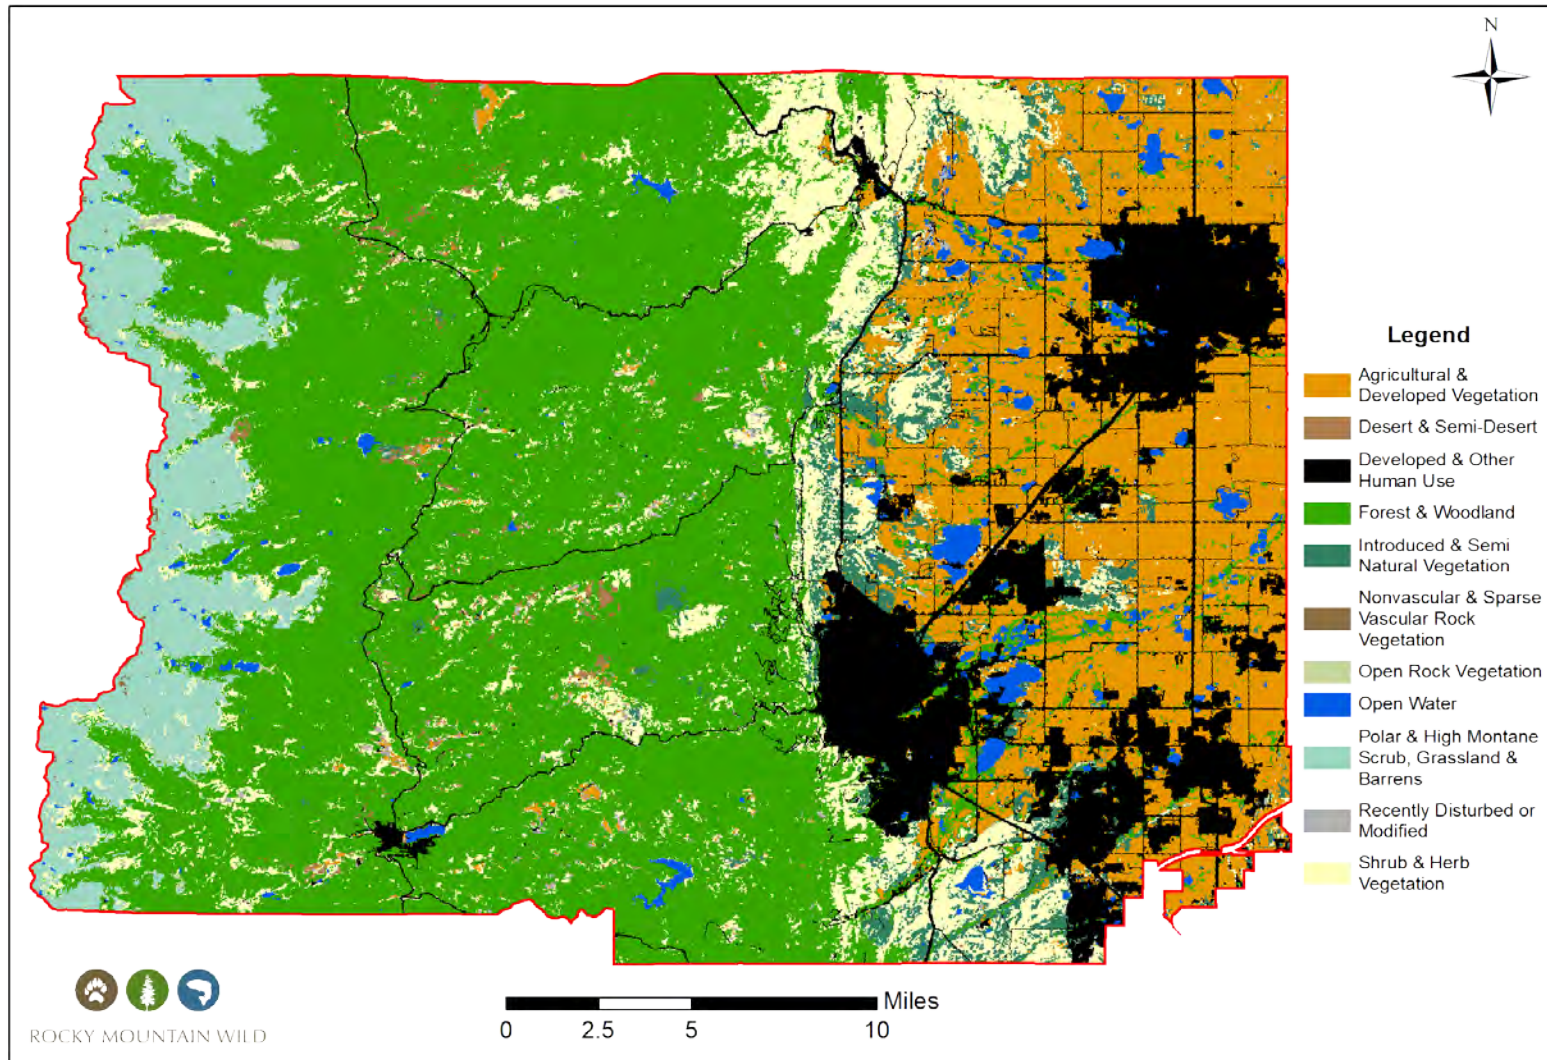 N
Legend
Agricultural &
Developed Vegetation
Desert & Semi-Desert
Developed & Other
Human Use
Forest & Woodland
Introduced & Semi
Natural Vegetation
Nonvascular & Sparse
Vascular Rock
Vegetation
Open Rock Vegetation
Open Water
Polar & High Montane
Scrub, Grassland &
Barrens
Recently Disturbed or
Modified
Shrub & Herb
Vegetation
Miles
0 2.5 5 10
ROCKY MOUNTAIN WILD